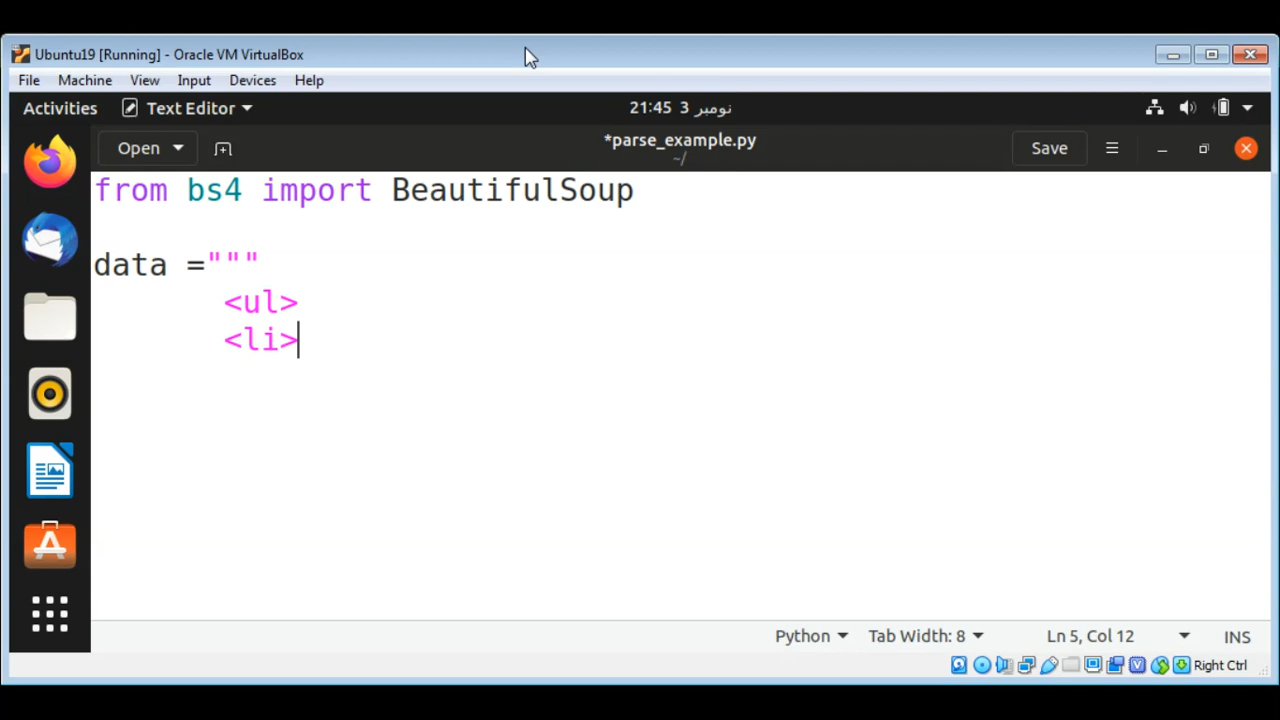 Ubuntu19 [Running] - Oracle VM VirtualBox
File Machine View Input Devices Help
Activities Text Editor 21:45 3 نومبر
Open *parse_example.py Save
~/
from bs4 import BeautifulSoup
data ="""
<ul>
<li>
Python Tab Width: 8 Ln 5, Col 12 INS
Right Ctrl